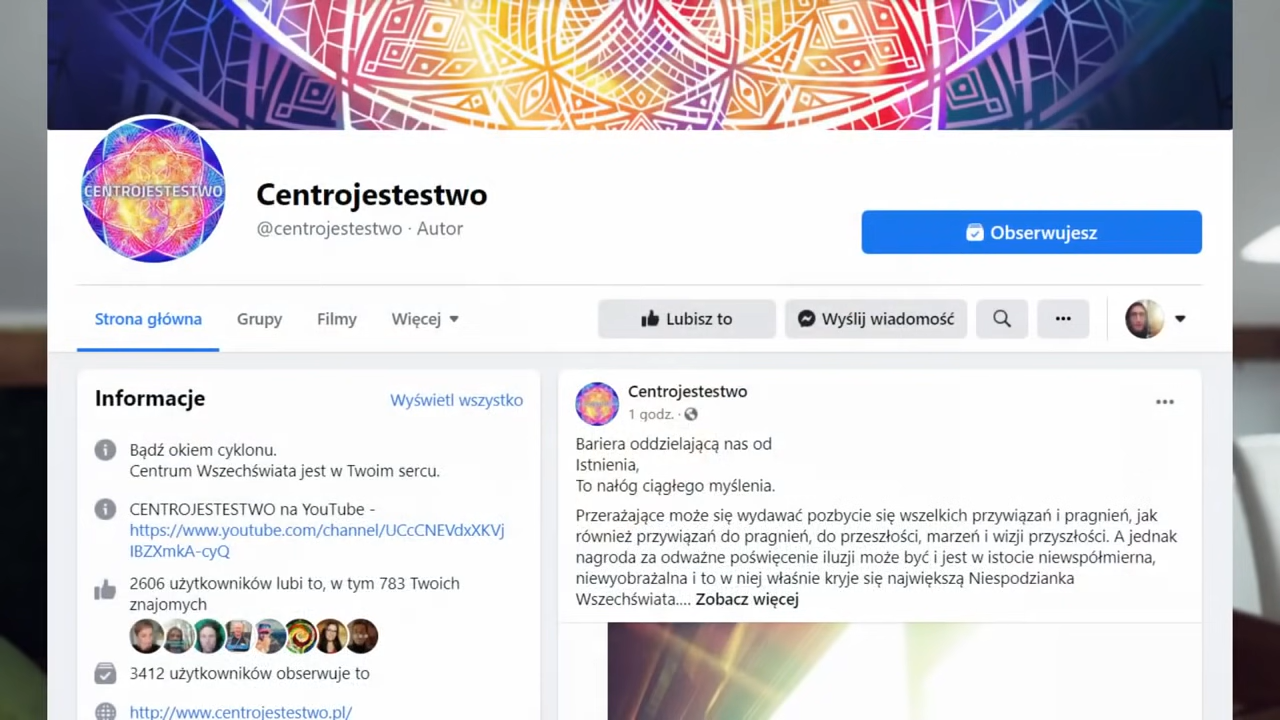 CENTROJESTESTWO
Centrojestestwo
@centrojestestwo · Autor
Obserwujesz
Strona główna
Grupy
Filmy
Więcej
Lubisz to
Wyślij wiadomość
Informacje
Wyświetl wszystko
Bądź okiem cyklonu.
Centrum Wszechświata jest w Twoim sercu.
CENTROJESTESTWO na YouTube -
https://www.youtube.com/channel/UCcCNEVdxXKVj
IBZXmkA-cyQ
2606 użytkowników lubi to, w tym 783 Twoich
znajomych
3412 użytkowników obserwuje to
http://www.centrojestestwo.pl/
Centrojestestwo
1 godz. ·
Bariera oddzielającą nas od
Istnienia,
To nałóg ciągłego myślenia.
Przerażające może się wydawać pozbycie się wszelkich przywiązań i pragnień, jak
również przywiązań do pragnień, do przeszłości, marzeń i wizji przyszłości. A jednak
nagroda za odważne poświęcenie iluzji może być i jest w istocie niewspółmierna,
niewyobrażalna i to w niej właśnie kryje się największą Niespodzianka
Wszechświata.... Zobacz więcej